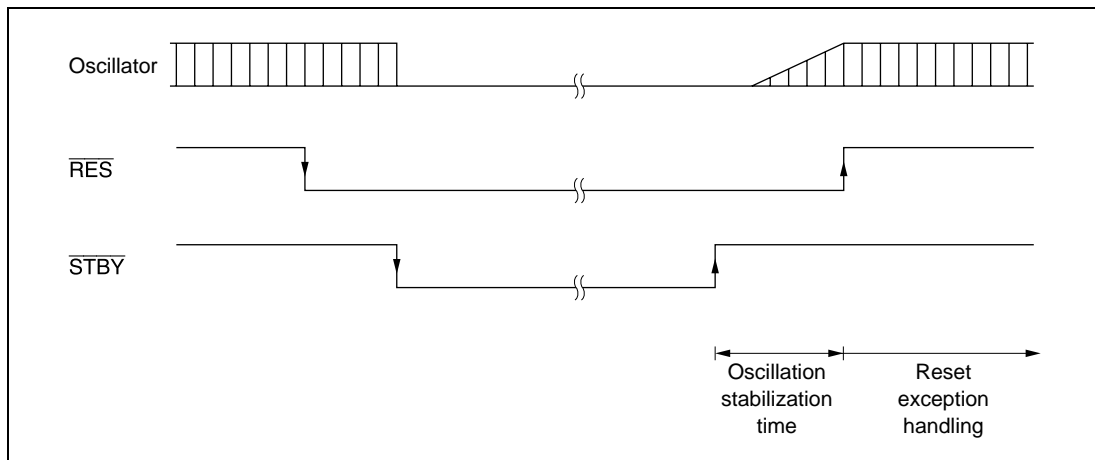 Oscillator
RES
STBY
Oscillation
stabilization
time
Reset
exception
handling